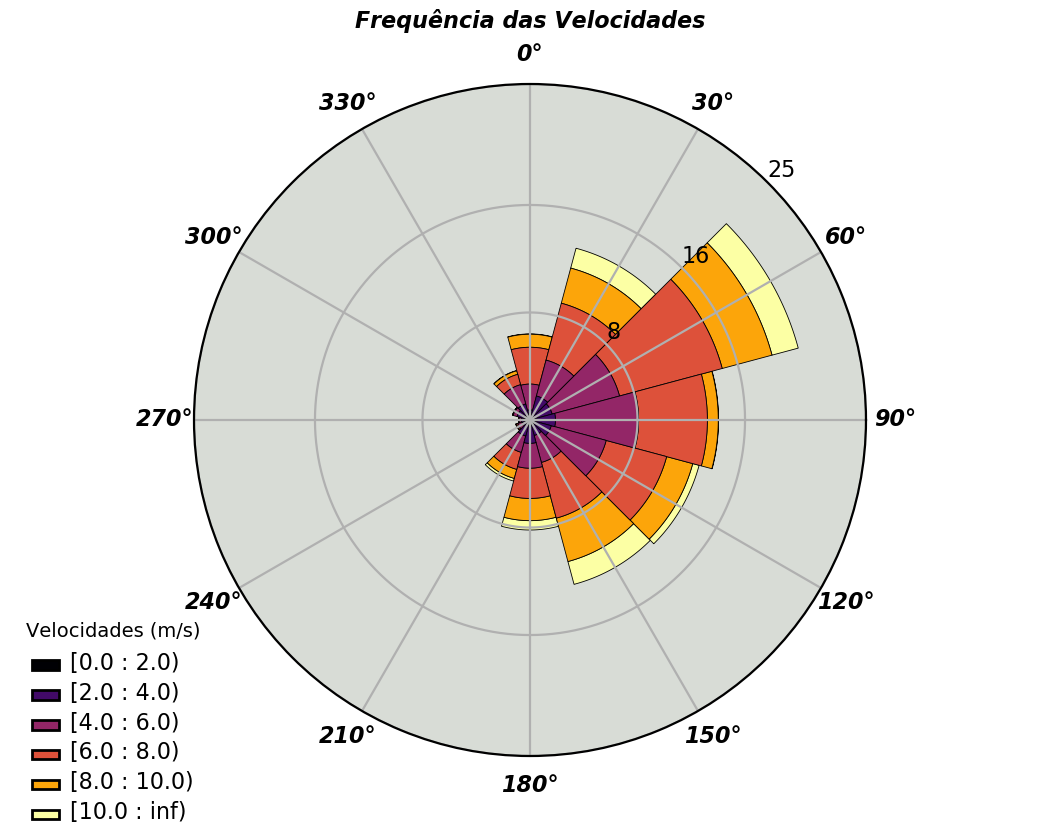 Frequência das Velocidades
0°
330°
30°
25
300°
60°
16
8
270°
90°
240°
120°
210°
150°
180°
Velocidades (m/s)
[0.0 : 2.0)
[2.0 : 4.0)
[4.0 : 6.0)
[6.0 : 8.0)
[8.0 : 10.0)
[10.0 : inf)